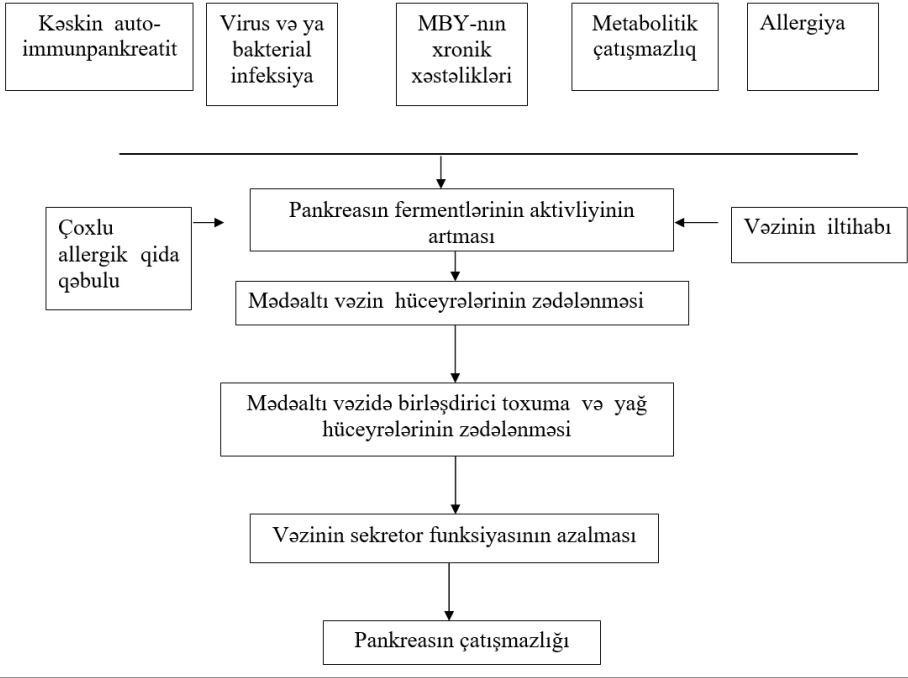 Kəskin auto-
immunpankreatit
Virus və ya
bakterial
infeksiya
MBY-nın
xronik
xəstəlikləri
Metabolitik
çatışmazlıq
Allergiya
Pankreasın fermentlərinin aktivliyinin
artması
Çoxlu
allergik qida
qəbulu
Vəzinin iltihabı
Mədəaltı vəzin hüceyrələrinin zədələnməsi
Mədəaltı vəzidə birləşdirici toxuma və yağ
hüceyrələrinin zədələnməsi
Vəzinin sekretor funksiyasının azalması
Pankreasın çatışmazlığı